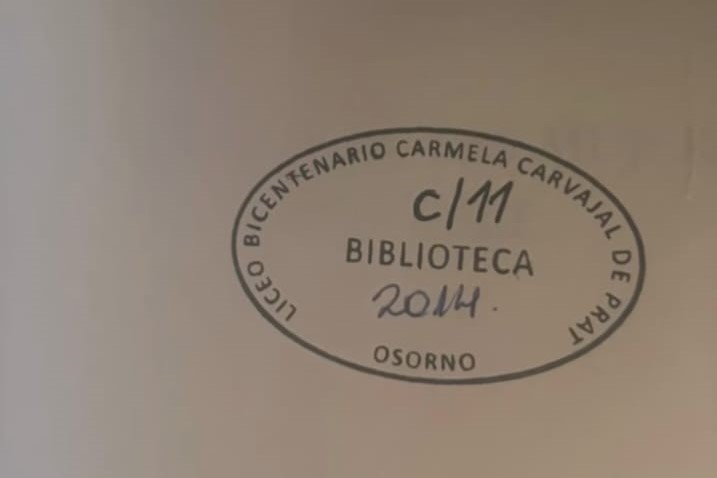 LICEO BICENTENARIO CARMELA CARVAJAL DE PRAT
c/11
BIBLIOTECA
2014.
OSORNO